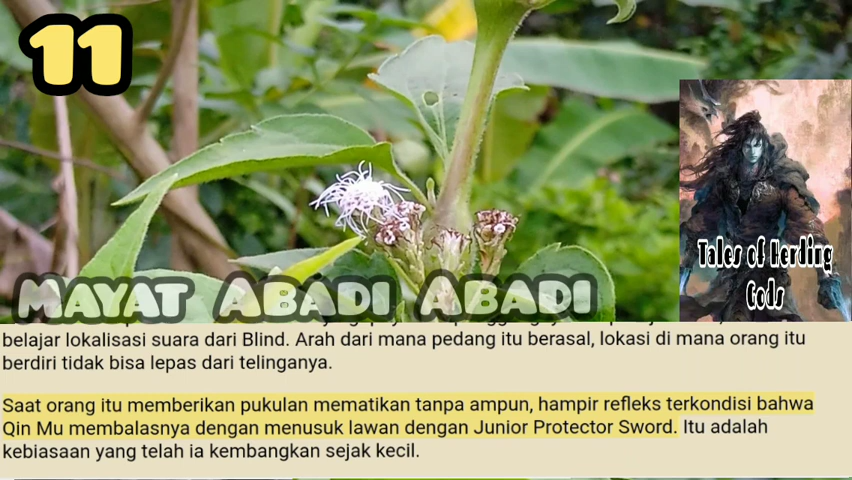 11
Tales of Herding
Gods
MAYAT ABADI ABADI
belajar lokalisasi suara dari Blind. Arah dari mana pedang itu berasal, lokasi di mana orang itu
berdiri tidak bisa lepas dari telinganya.
Saat orang itu memberikan pukulan mematikan tanpa ampun, hampir refleks terkondisi bahwa
Qin Mu membalasnya dengan menusuk lawan dengan Junior Protector Sword. Itu adalah
kebiasaan yang telah ia kembangkan sejak kecil.